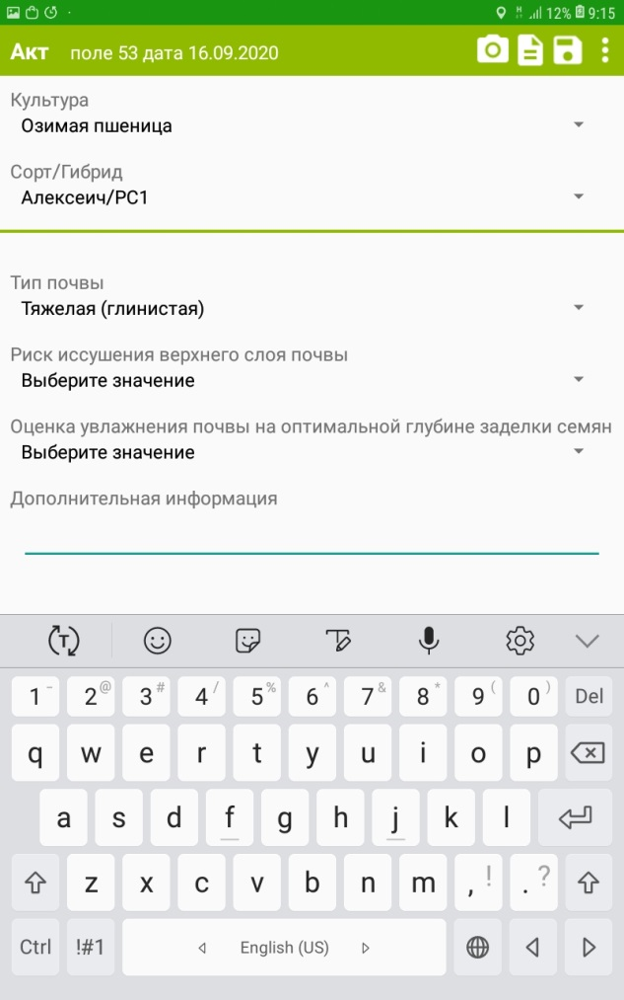 12% 9:15
Акт поле 53 дата 16.09.2020
Культура
Озимая пшеница
Сорт/Гибрид
Алексеич/РС1
Тип почвы
Тяжелая (глинистая)
Риск иссушения верхнего слоя почвы
Выберите значение
Оценка увлажнения почвы на оптимальной глубине заделки семян
Выберите значение
Дополнительная информация
T T
1 - 2 @ 3 # 4 / 5 % 6 ^ 7 & 8 * 9 ( 0 ) Del
q w e r t y u i o p
a s d f g h j k l
z x c v b n m , ! . ?
Ctrl !#1 English (US)